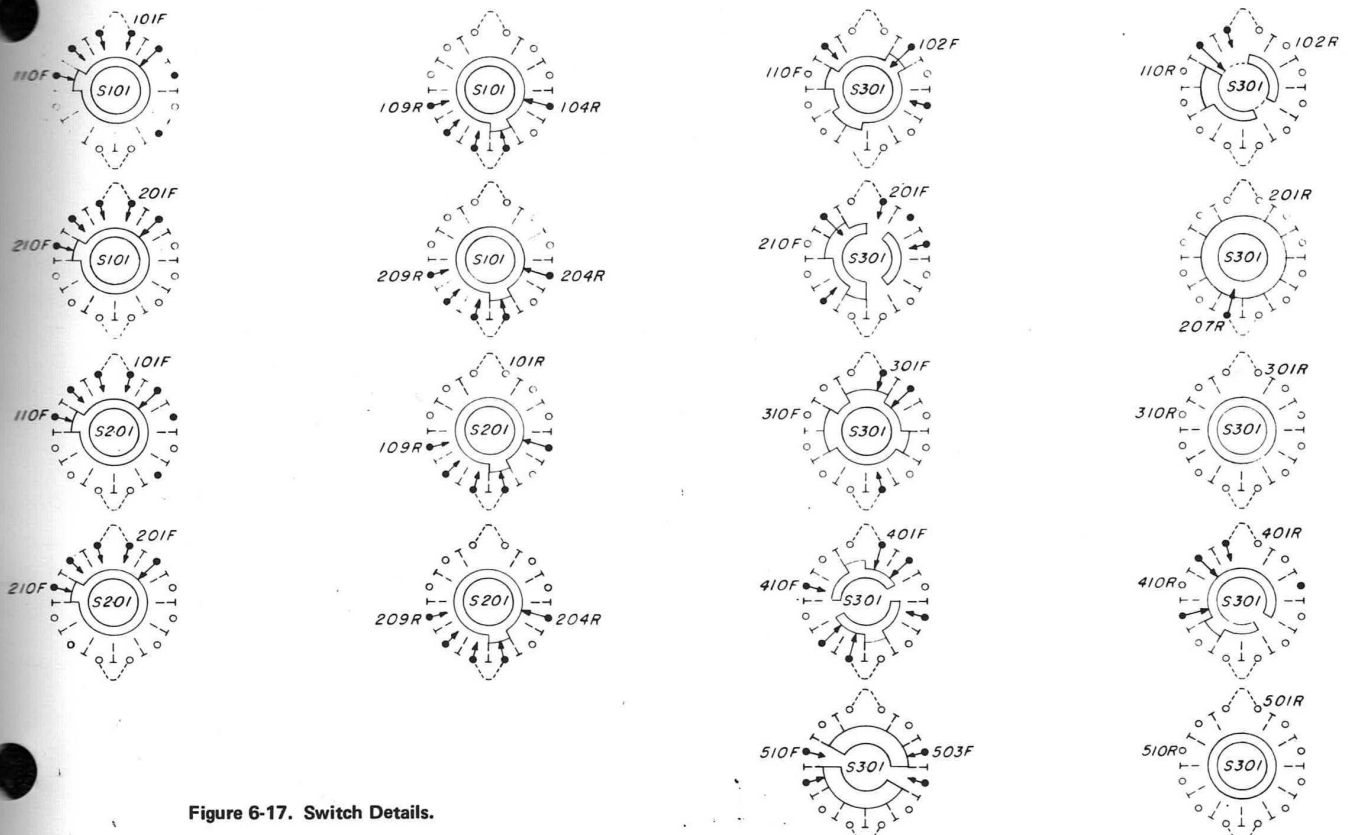 101F
110F
S101
S101
109R
104R
110F
102F
S301
110R
102R
S301
201F
210F
S101
S101
209R
204R
201F
210F
S301
201R
S301
207R
101F
110F
S201
101R
109R
S201
301F
310F
S301
301R
310R
S301
201F
210F
S201
S201
209R
204R
401F
410F
S301
401R
410R
S301
510F
503F
S301
501R
510R
S301
Figure 6-17. Switch Details.